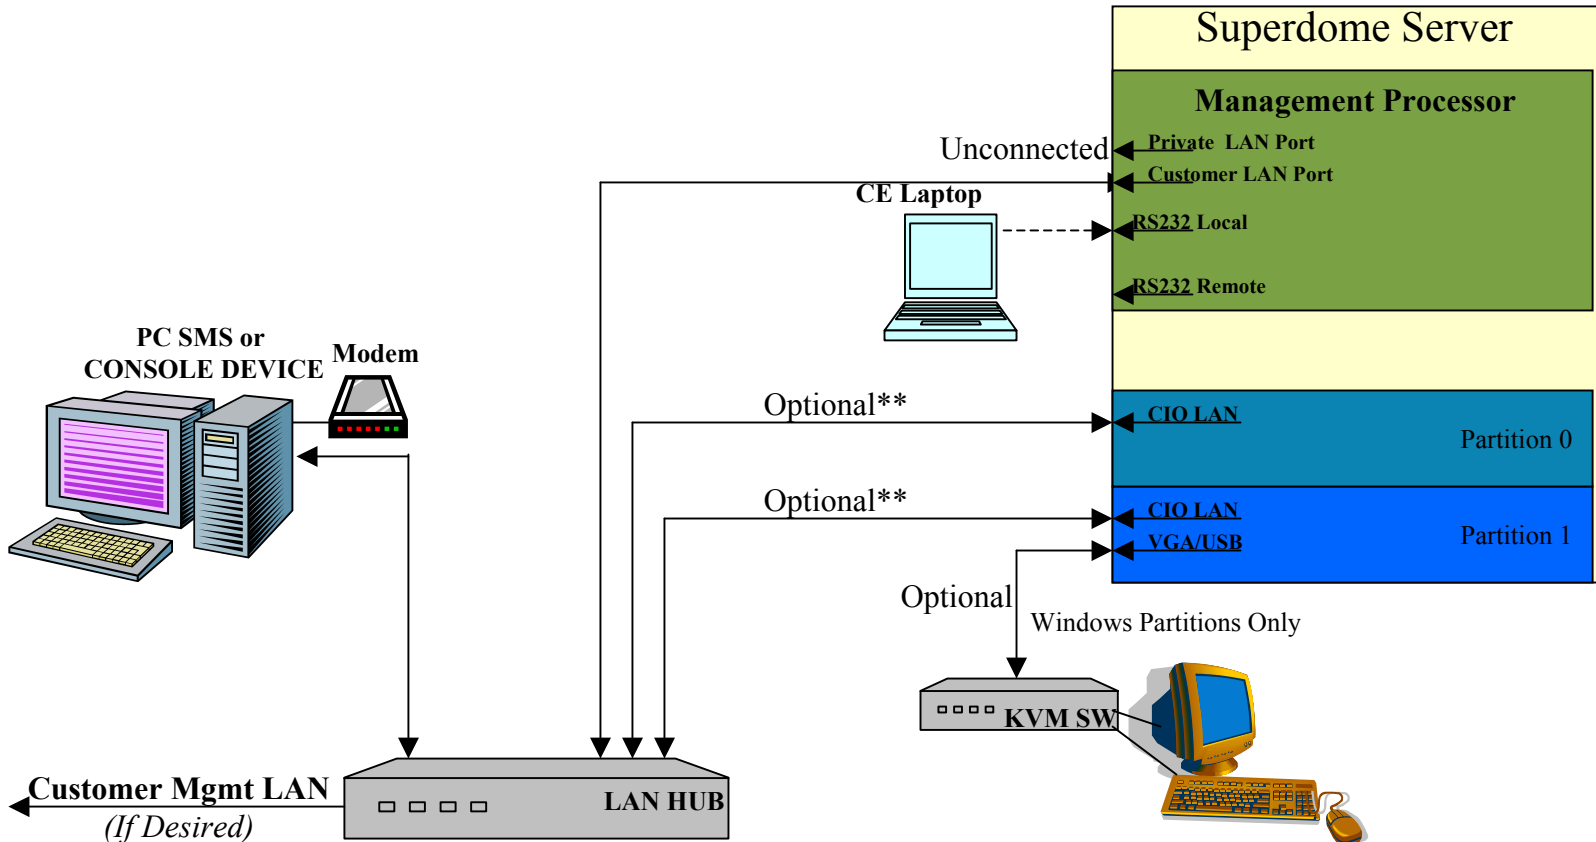 Superdome Server
Management Processor
Unconnected
Private LAN Port
Customer LAN Port
CE Laptop
RS232 Local
RS232 Remote
PC SMS or
CONSOLE DEVICE
Modem
Optional**
CIO LAN
Partition 0
Optional**
CIO LAN
VGA/USB
Partition 1
Optional
Windows Partitions Only
KVM SW
Customer Mgmt LAN
(If Desired)
LAN HUB